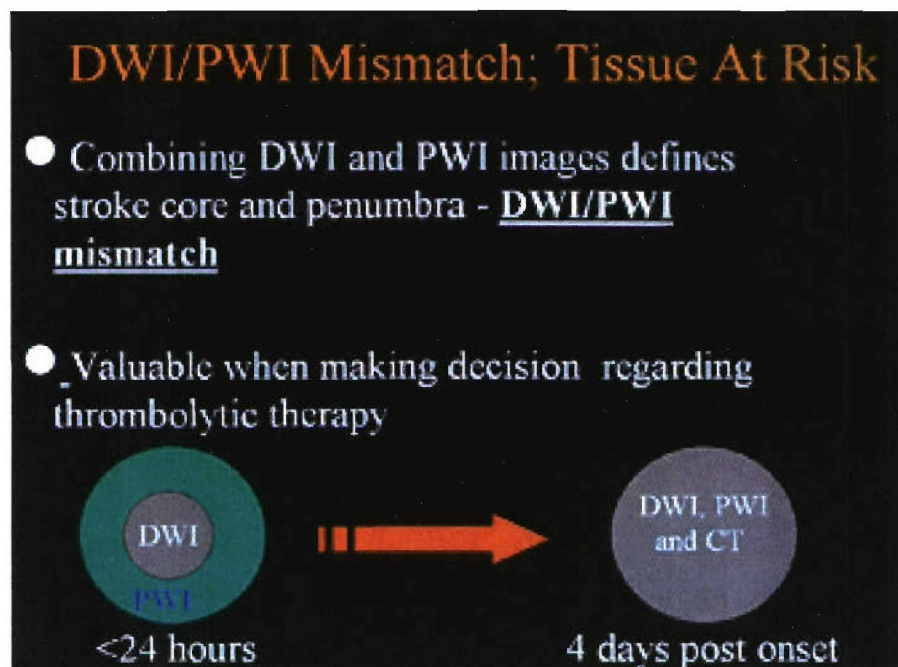 DWI/PWI Mismatch; Tissue At Risk
Combining DWI and PWI images defines
stroke core and penumbra - DWI/PWI
mismatch
Valuable when making decision regarding
thrombolytic therapy
DWI
PWI
<24 hours
DWI, PWI
and CT
4 days post onset